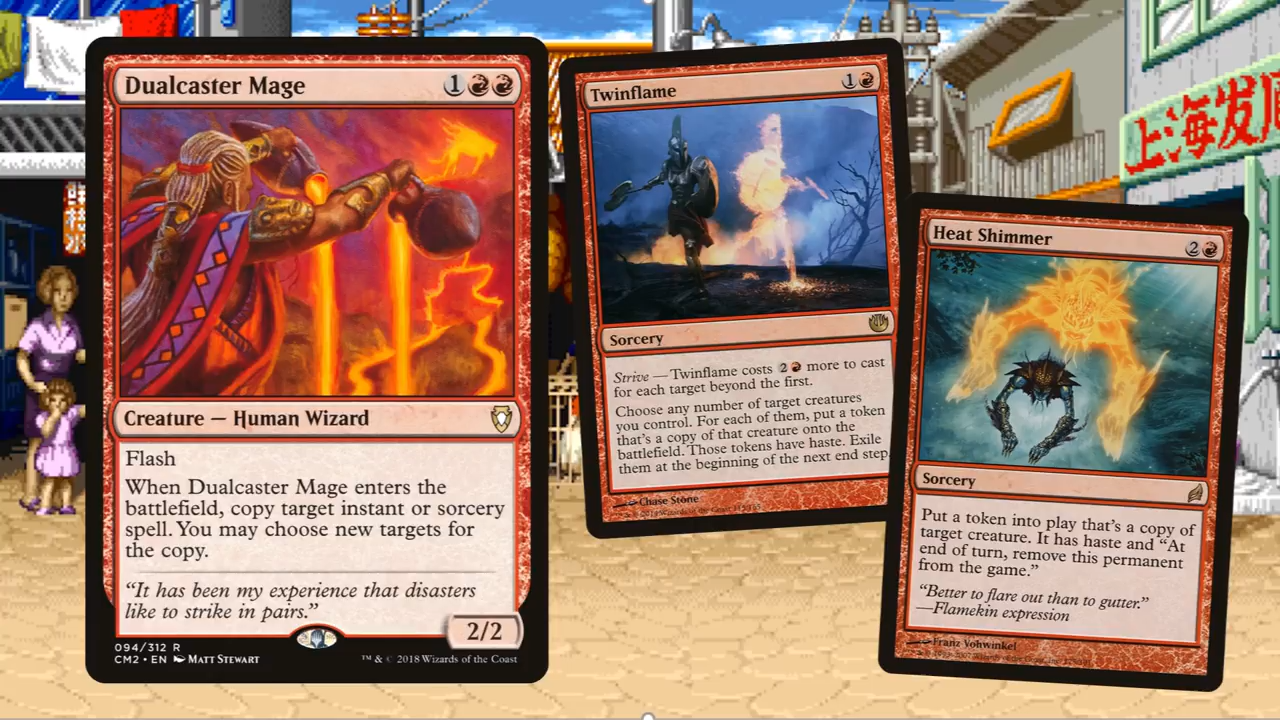 Dualcaster Mage 1
Creature — Human Wizard
Flash
When Dualcaster Mage enters the
battlefield, copy target instant or sorcery
spell. You may choose new targets for
the copy.
“It has been my experience that disasters
like to strike in pairs.”
2/2
094/312 R
CM2 • EN MATT STEWART
™ & © 2018 Wizards of the Coast
Twinflame 1
Sorcery
Strive — Twinflame costs 2 more to cast
for each target beyond the first.
Choose any number of target creatures
you control. For each of them, put a token
that's a copy of that creature onto the
battlefield. Those tokens have haste. Exile
them at the beginning of the next end step.
Chase Stone
Heat Shimmer 2
Sorcery
Put a token into play that's a copy of
target creature. It has haste and “At
end of turn, remove this permanent
from the game.”
“Better to flare out than to gutter.”
—Flamekin expression
Franz Vohwinkel
上海发